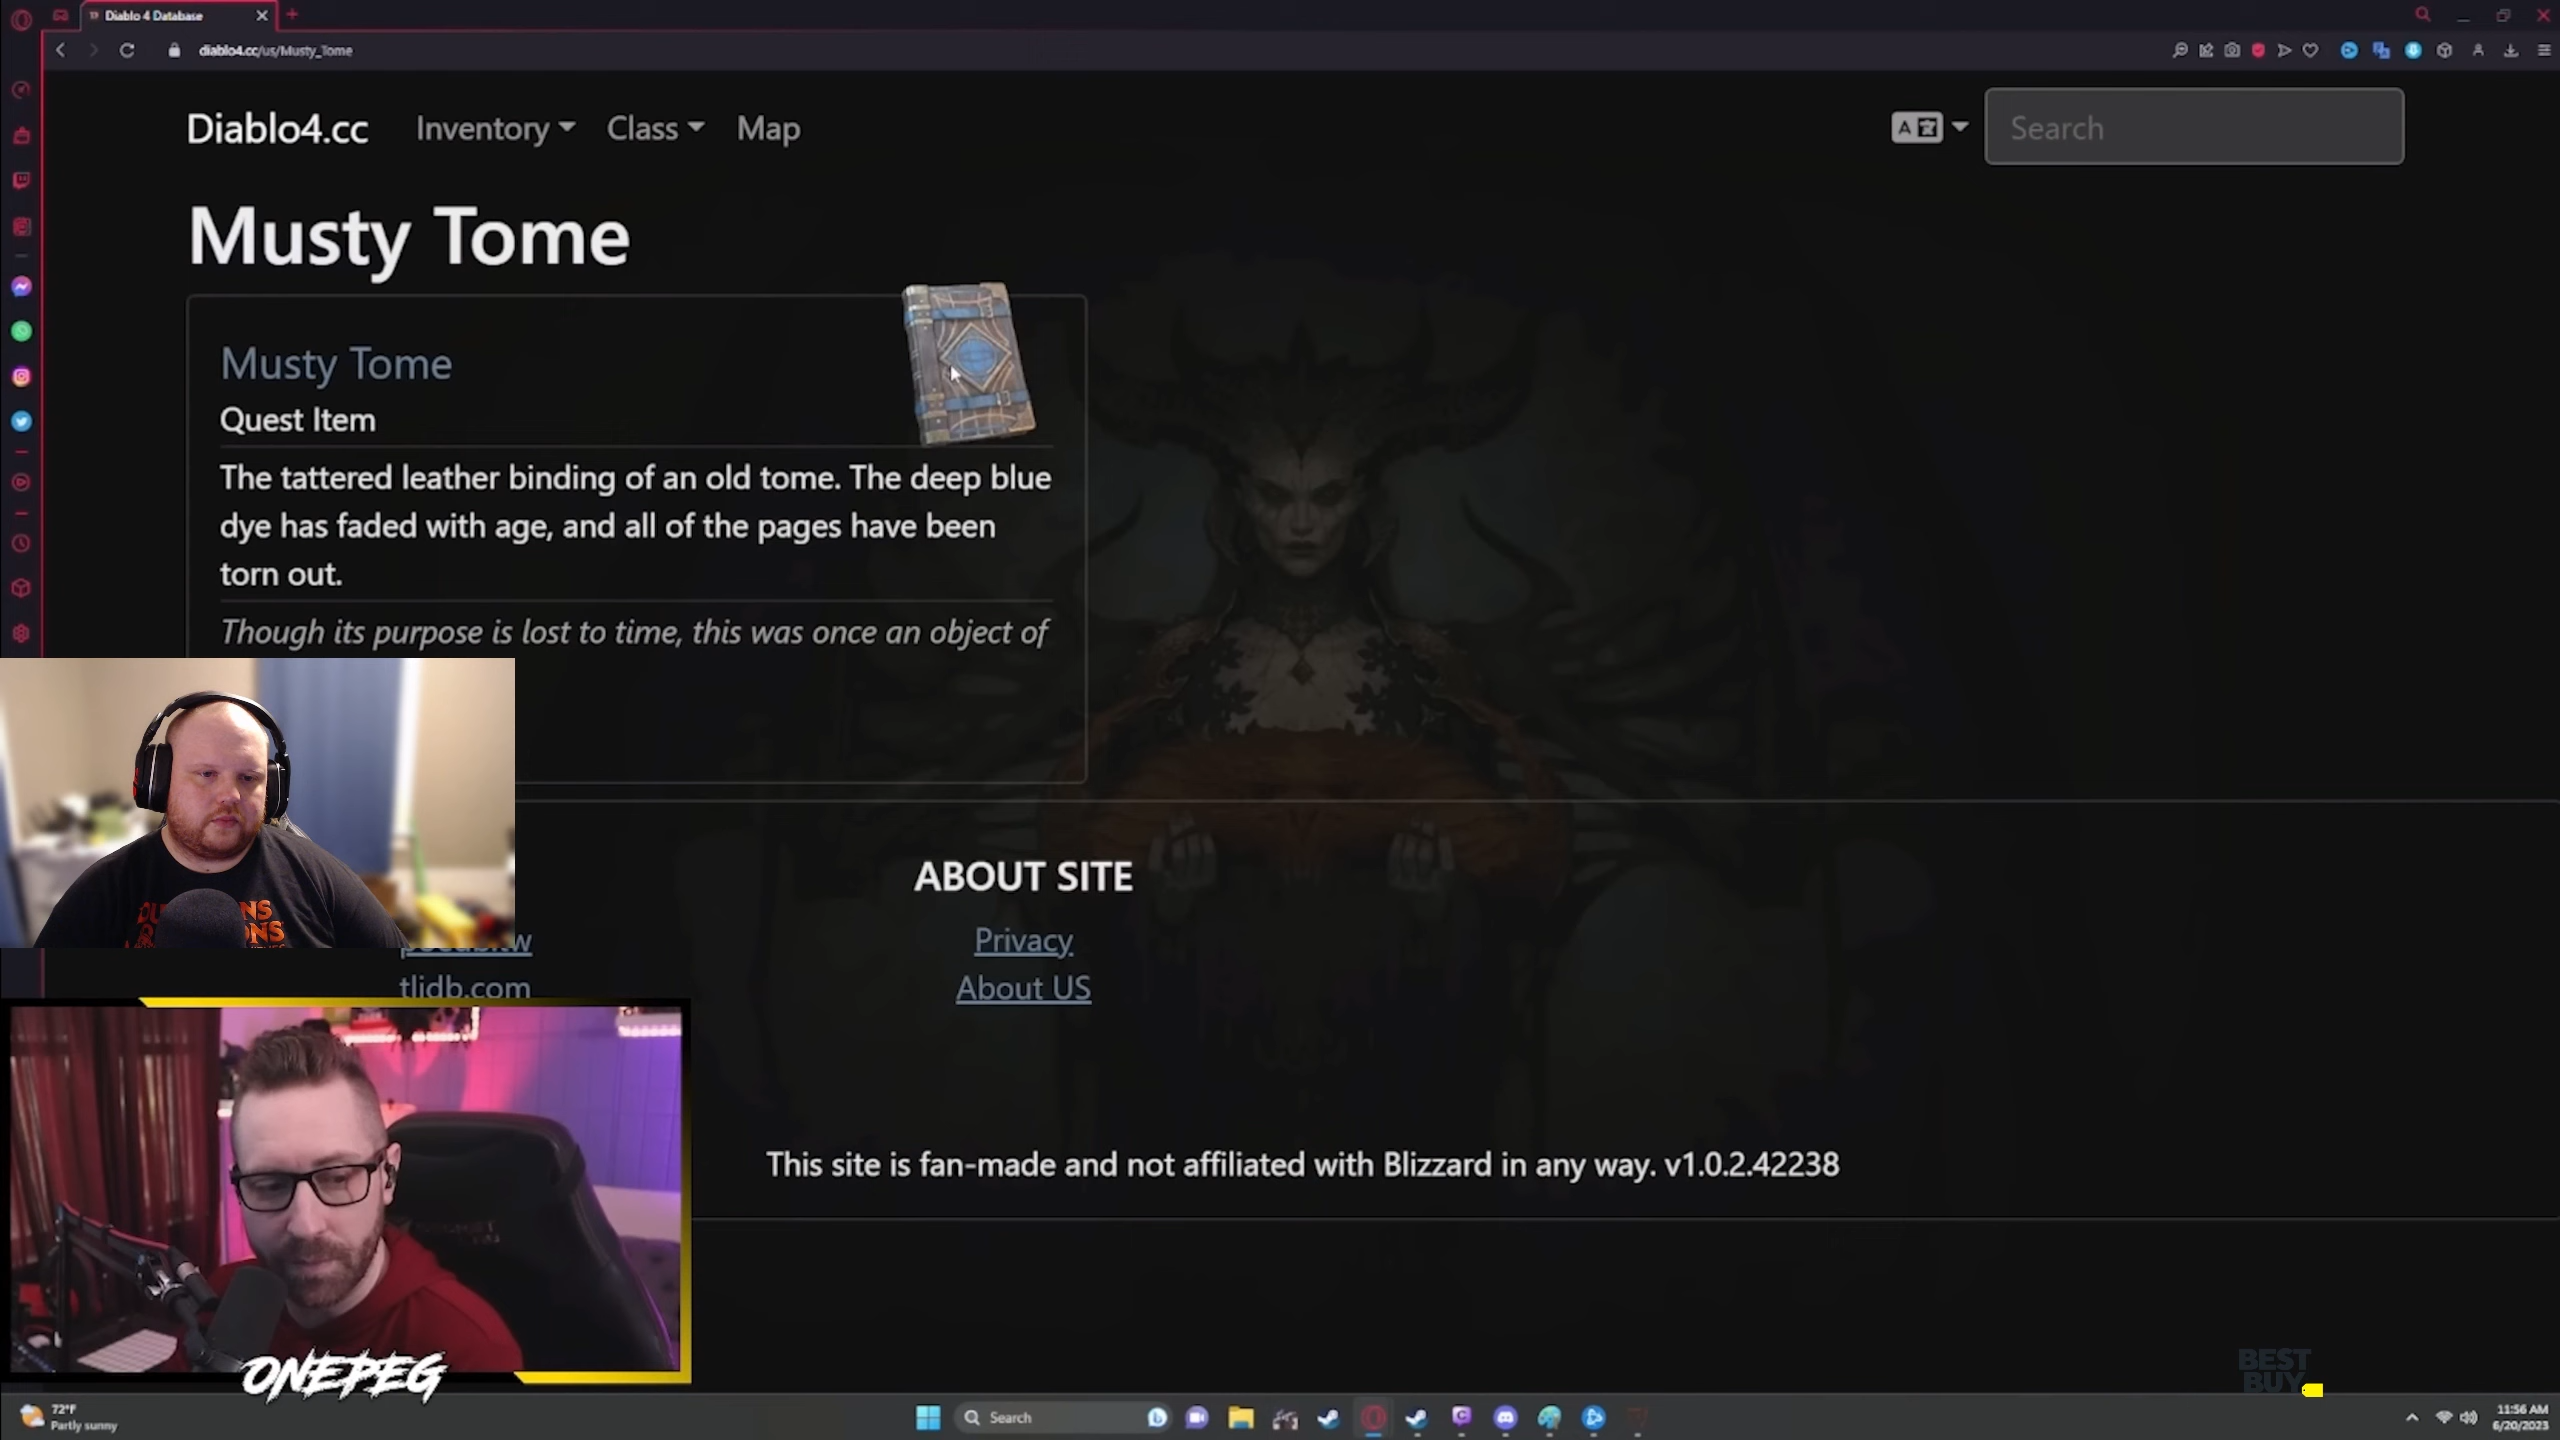 Diablo 4 Database
diablo4.cc/us/Musty_Tome
Diablo4.cc Inventory Class Map
A
Search
Musty Tome
Musty Tome
Quest Item
The tattered leather binding of an old tome. The deep blue
dye has faded with age, and all of the pages have been
torn out.
Though its purpose is lost to time, this was once an object of
tlidb.com
ABOUT SITE
Privacy
About US
This site is fan-made and not affiliated with Blizzard in any way. v1.0.2.42238
ONEPEG
BEST
BUY
72°F
Partly sunny
Search
11:56 AM
6/20/2023